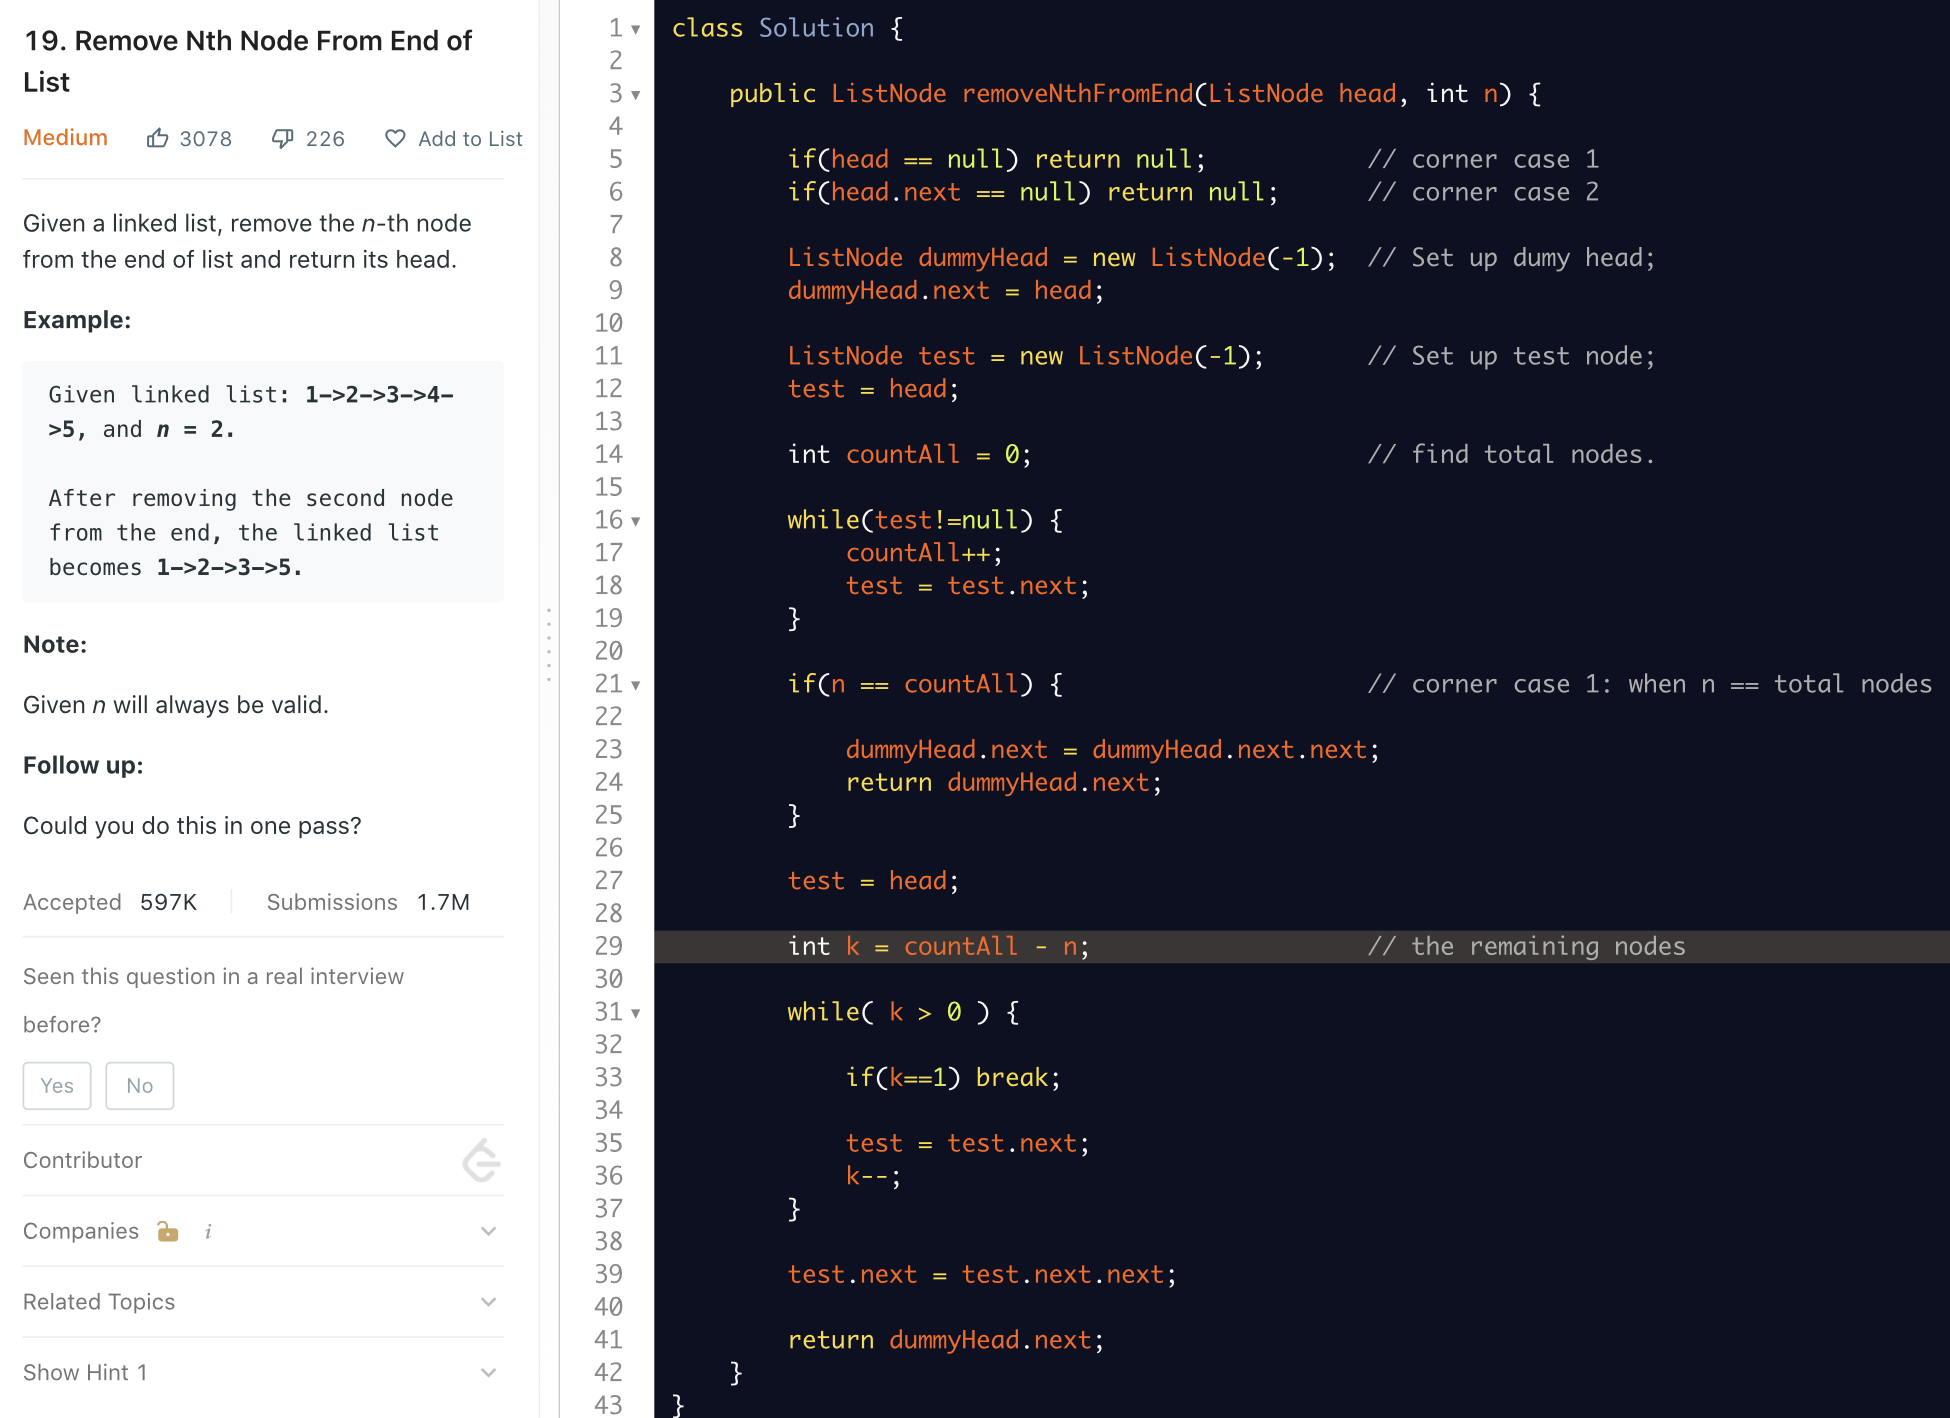 19. Remove Nth Node From End of
List
Medium 3078 226 Add to List
Given a linked list, remove the n-th node
from the end of list and return its head.
Example:
Given linked list: 1->2->3->4-
>5, and n = 2.
After removing the second node
from the end, the linked list
becomes 1->2->3->5.
Note:
Given n will always be valid.
Follow up:
Could you do this in one pass?
Accepted 597K Submissions 1.7M
Seen this question in a real interview
before?
Yes No
Contributor
Companies i
Related Topics
Show Hint 1
1 class Solution {
2
3 public ListNode removeNthFromEnd(ListNode head, int n) {
4
5 if(head == null) return null; // corner case 1
6 if(head.next == null) return null; // corner case 2
7
8 ListNode dummyHead = new ListNode(-1); // Set up dumy head;
9 dummyHead.next = head;
10
11 ListNode test = new ListNode(-1); // Set up test node;
12 test = head;
13
14 int countAll = 0; // find total nodes.
15
16 while(test!=null) {
17 countAll++;
18 test = test.next;
19 }
20
21 if(n == countAll) { // corner case 1: when n == total nodes
22
23 dummyHead.next = dummyHead.next.next;
24 return dummyHead.next;
25 }
26
27 test = head;
28
29 int k = countAll - n; // the remaining nodes
30
31 while( k > 0 ) {
32
33 if(k==1) break;
34
35 test = test.next;
36 k--;
37 }
38
39 test.next = test.next.next;
40
41 return dummyHead.next;
42 }
43 }